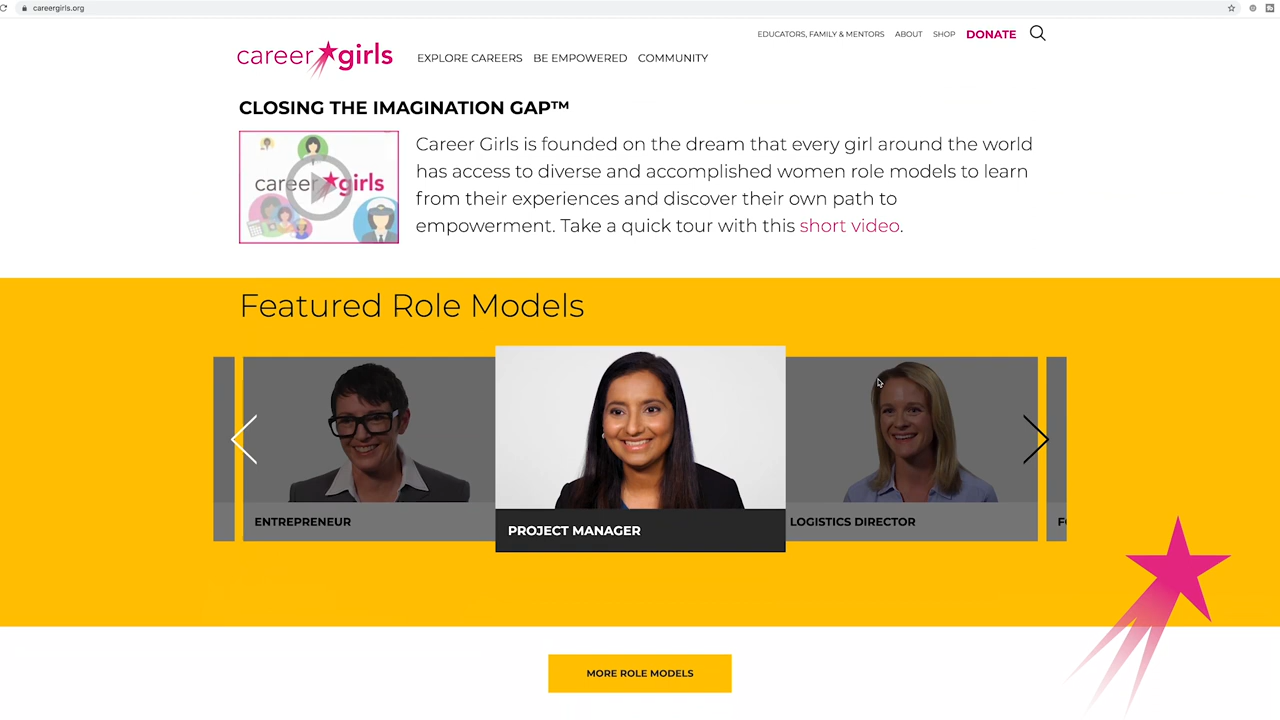 careergirls.org
EDUCATORS, FAMILY & MENTORS ABOUT SHOP DONATE
career girls
EXPLORE CAREERS BE EMPOWERED COMMUNITY
CLOSING THE IMAGINATION GAP™
career girls
Career Girls is founded on the dream that every girl around the world
has access to diverse and accomplished women role models to learn
from their experiences and discover their own path to
empowerment. Take a quick tour with this short video.
Featured Role Models
ENTREPRENEUR
PROJECT MANAGER
LOGISTICS DIRECTOR
MORE ROLE MODELS